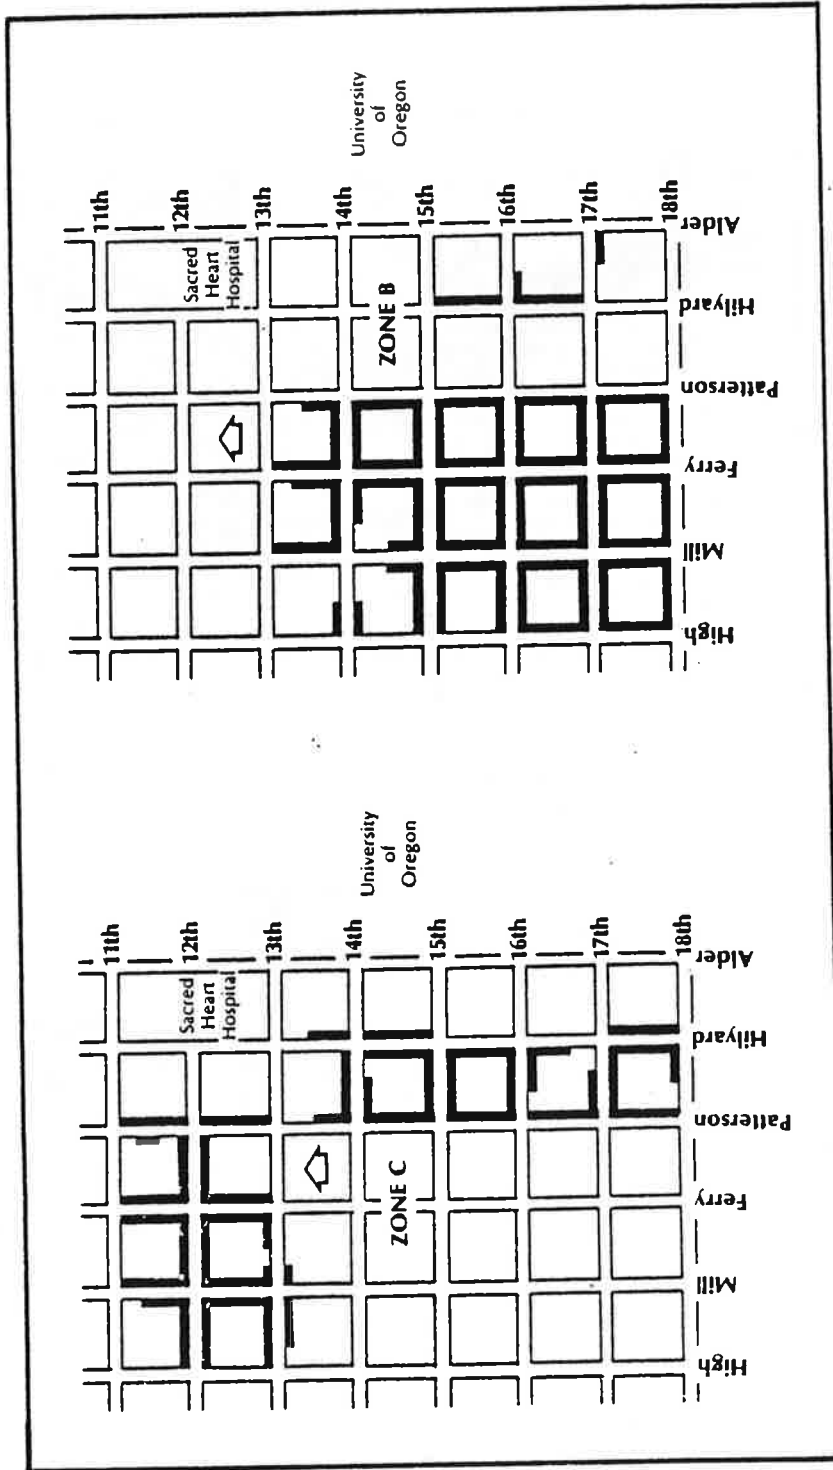 11th
12th
13th
14th
15th
16th
17th
18th
University
of
Oregon
Sacred
Heart
Hospital
ZONE B
Alder
Hilyard
Patterson
Ferry
Mill
High
11th
12th
13th
14th
15th
16th
17th
18th
University
of
Oregon
Sacred
Heart
Hospital
ZONE C
Alder
Hilyard
Patterson
Ferry
Mill
High